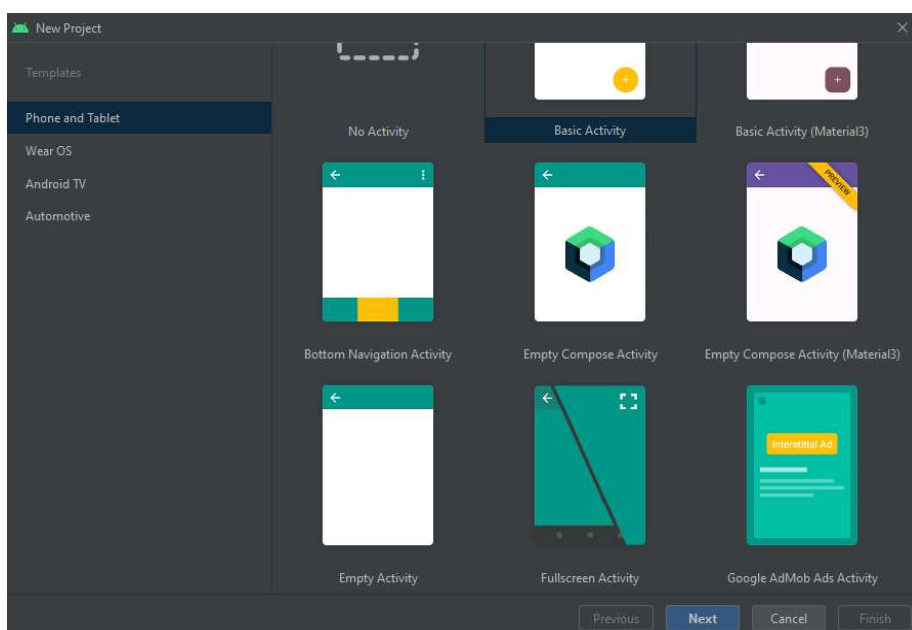 New Project
Templates
Phone and Tablet
Wear OS
Android TV
Automotive
No Activity
Basic Activity
Basic Activity (Material3)
PREVIEW
Bottom Navigation Activity
Empty Compose Activity
Empty Compose Activity (Material3)
Interstitial Ad
Empty Activity
Fullscreen Activity
Google AdMob Ads Activity
Previous
Next
Cancel
Finish